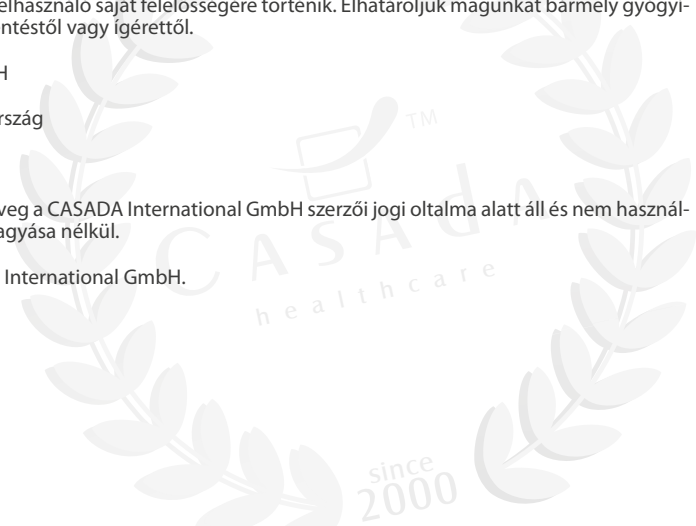 elhasználó saját felelősségére történik. Elhatároljuk magunkat bármely gyógyí-
ntéstől vagy ígérettől.
H
rszág
veg a CASADA International GmbH szerzői jogi oltalma alatt áll és nem használ-
agyása nélkül.
International GmbH.
TM
CASADA
healthcare
since
2000